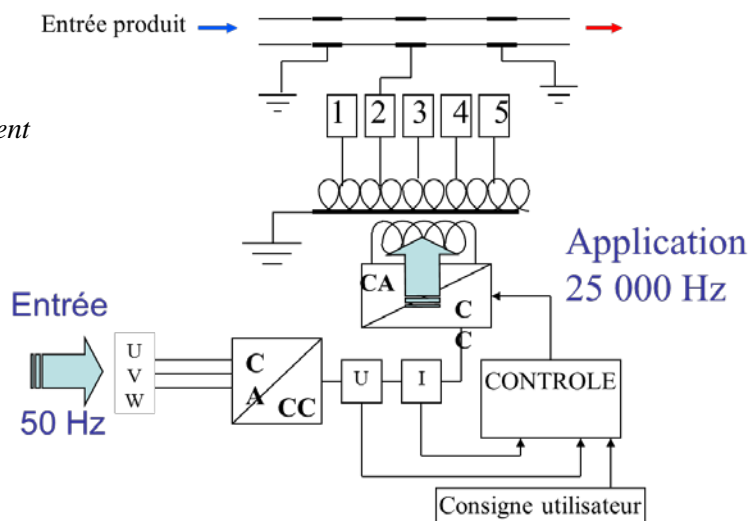 Entrée produit
ent
1 2 3 4 5
Application
25 000 Hz
CA
C
C
Entrée
50 Hz
U
V
W
C
A
CC
U
I
CONTROLE
Consigne utilisateur